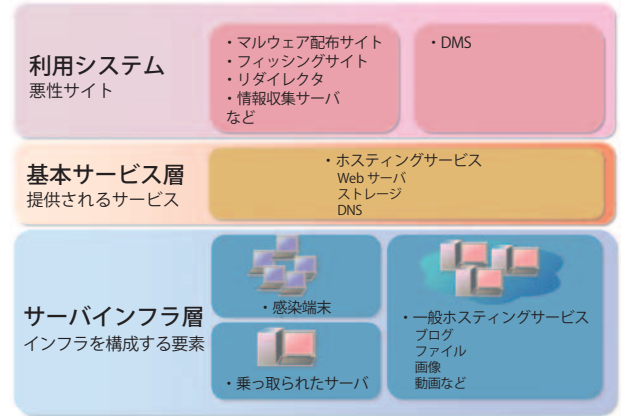 利用システム
悪性サイト
・マルウェア配布サイト
・フィッシングサイト
・リダイレクタ
・情報収集サーバ
など
・DMS
基本サービス層
提供されるサービス
・ホスティングサービス
Web サーバ
ストレージ
DNS
サーバインフラ層
インフラを構成する要素
・感染端末
・乗っ取られたサーバ
・一般ホスティングサービス
ブログ
ファイル
画像
動画など